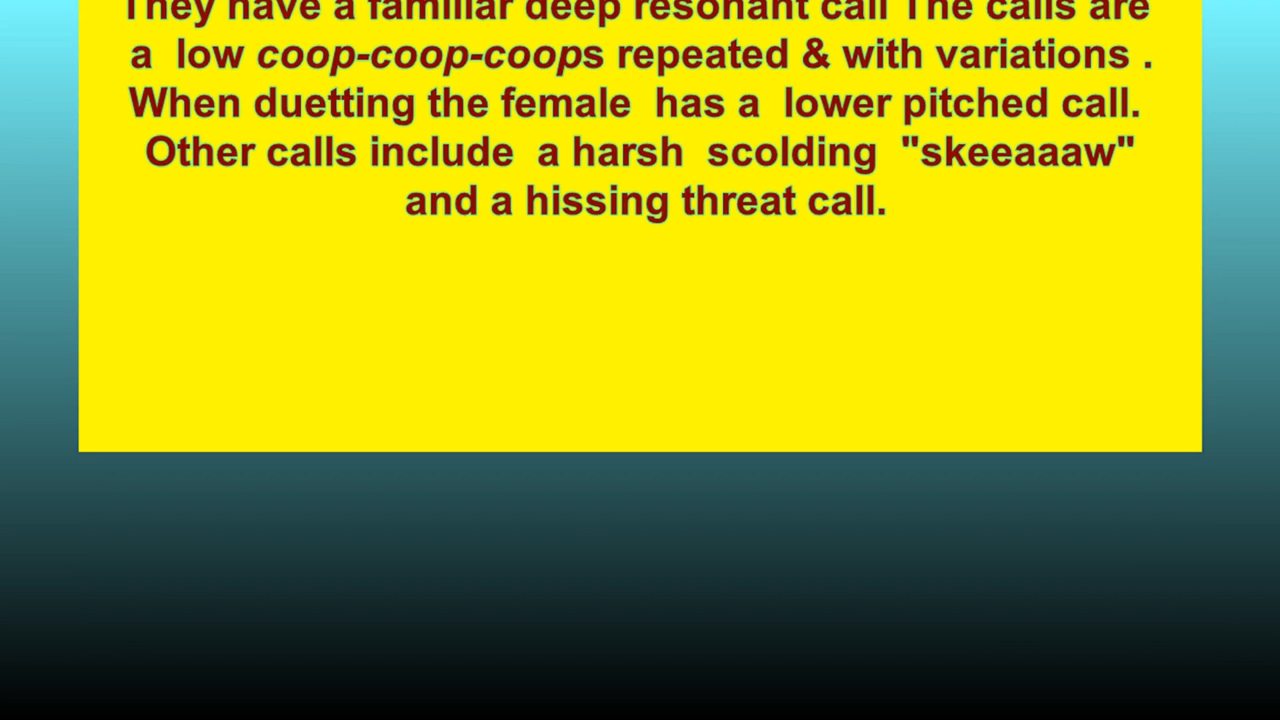 They have a familiar deep resonant call The calls are
a low coop-coop-coops repeated & with variations .
When duetting the female has a lower pitched call.
Other calls include a harsh scolding "skeeaaaw"
and a hissing threat call.